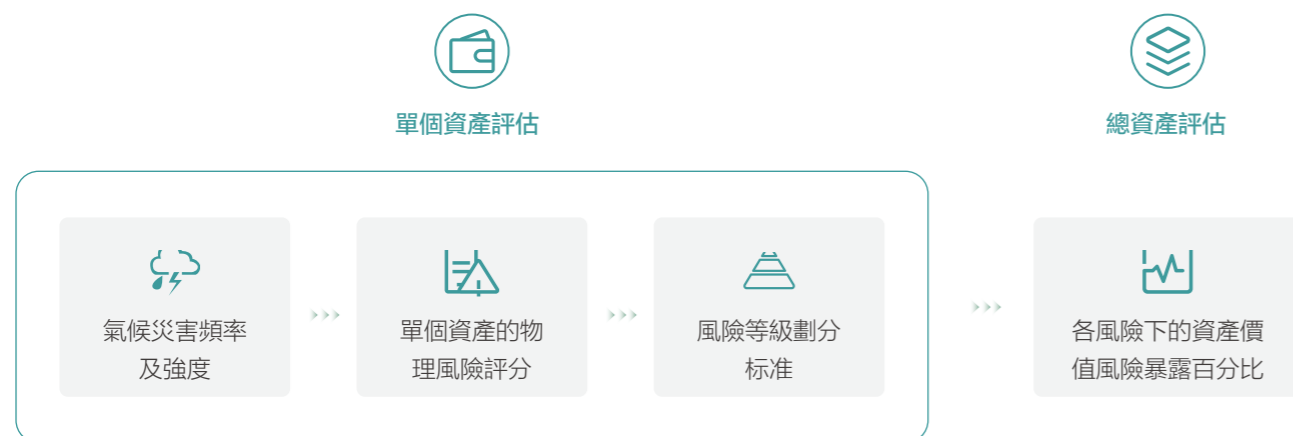 單個資產評估
總資產評估
氣候災害頻率
及強度
單個資產的物
理風險評分
風險等級劃分
标准
各風險下的資產價
值風險暴露百分比